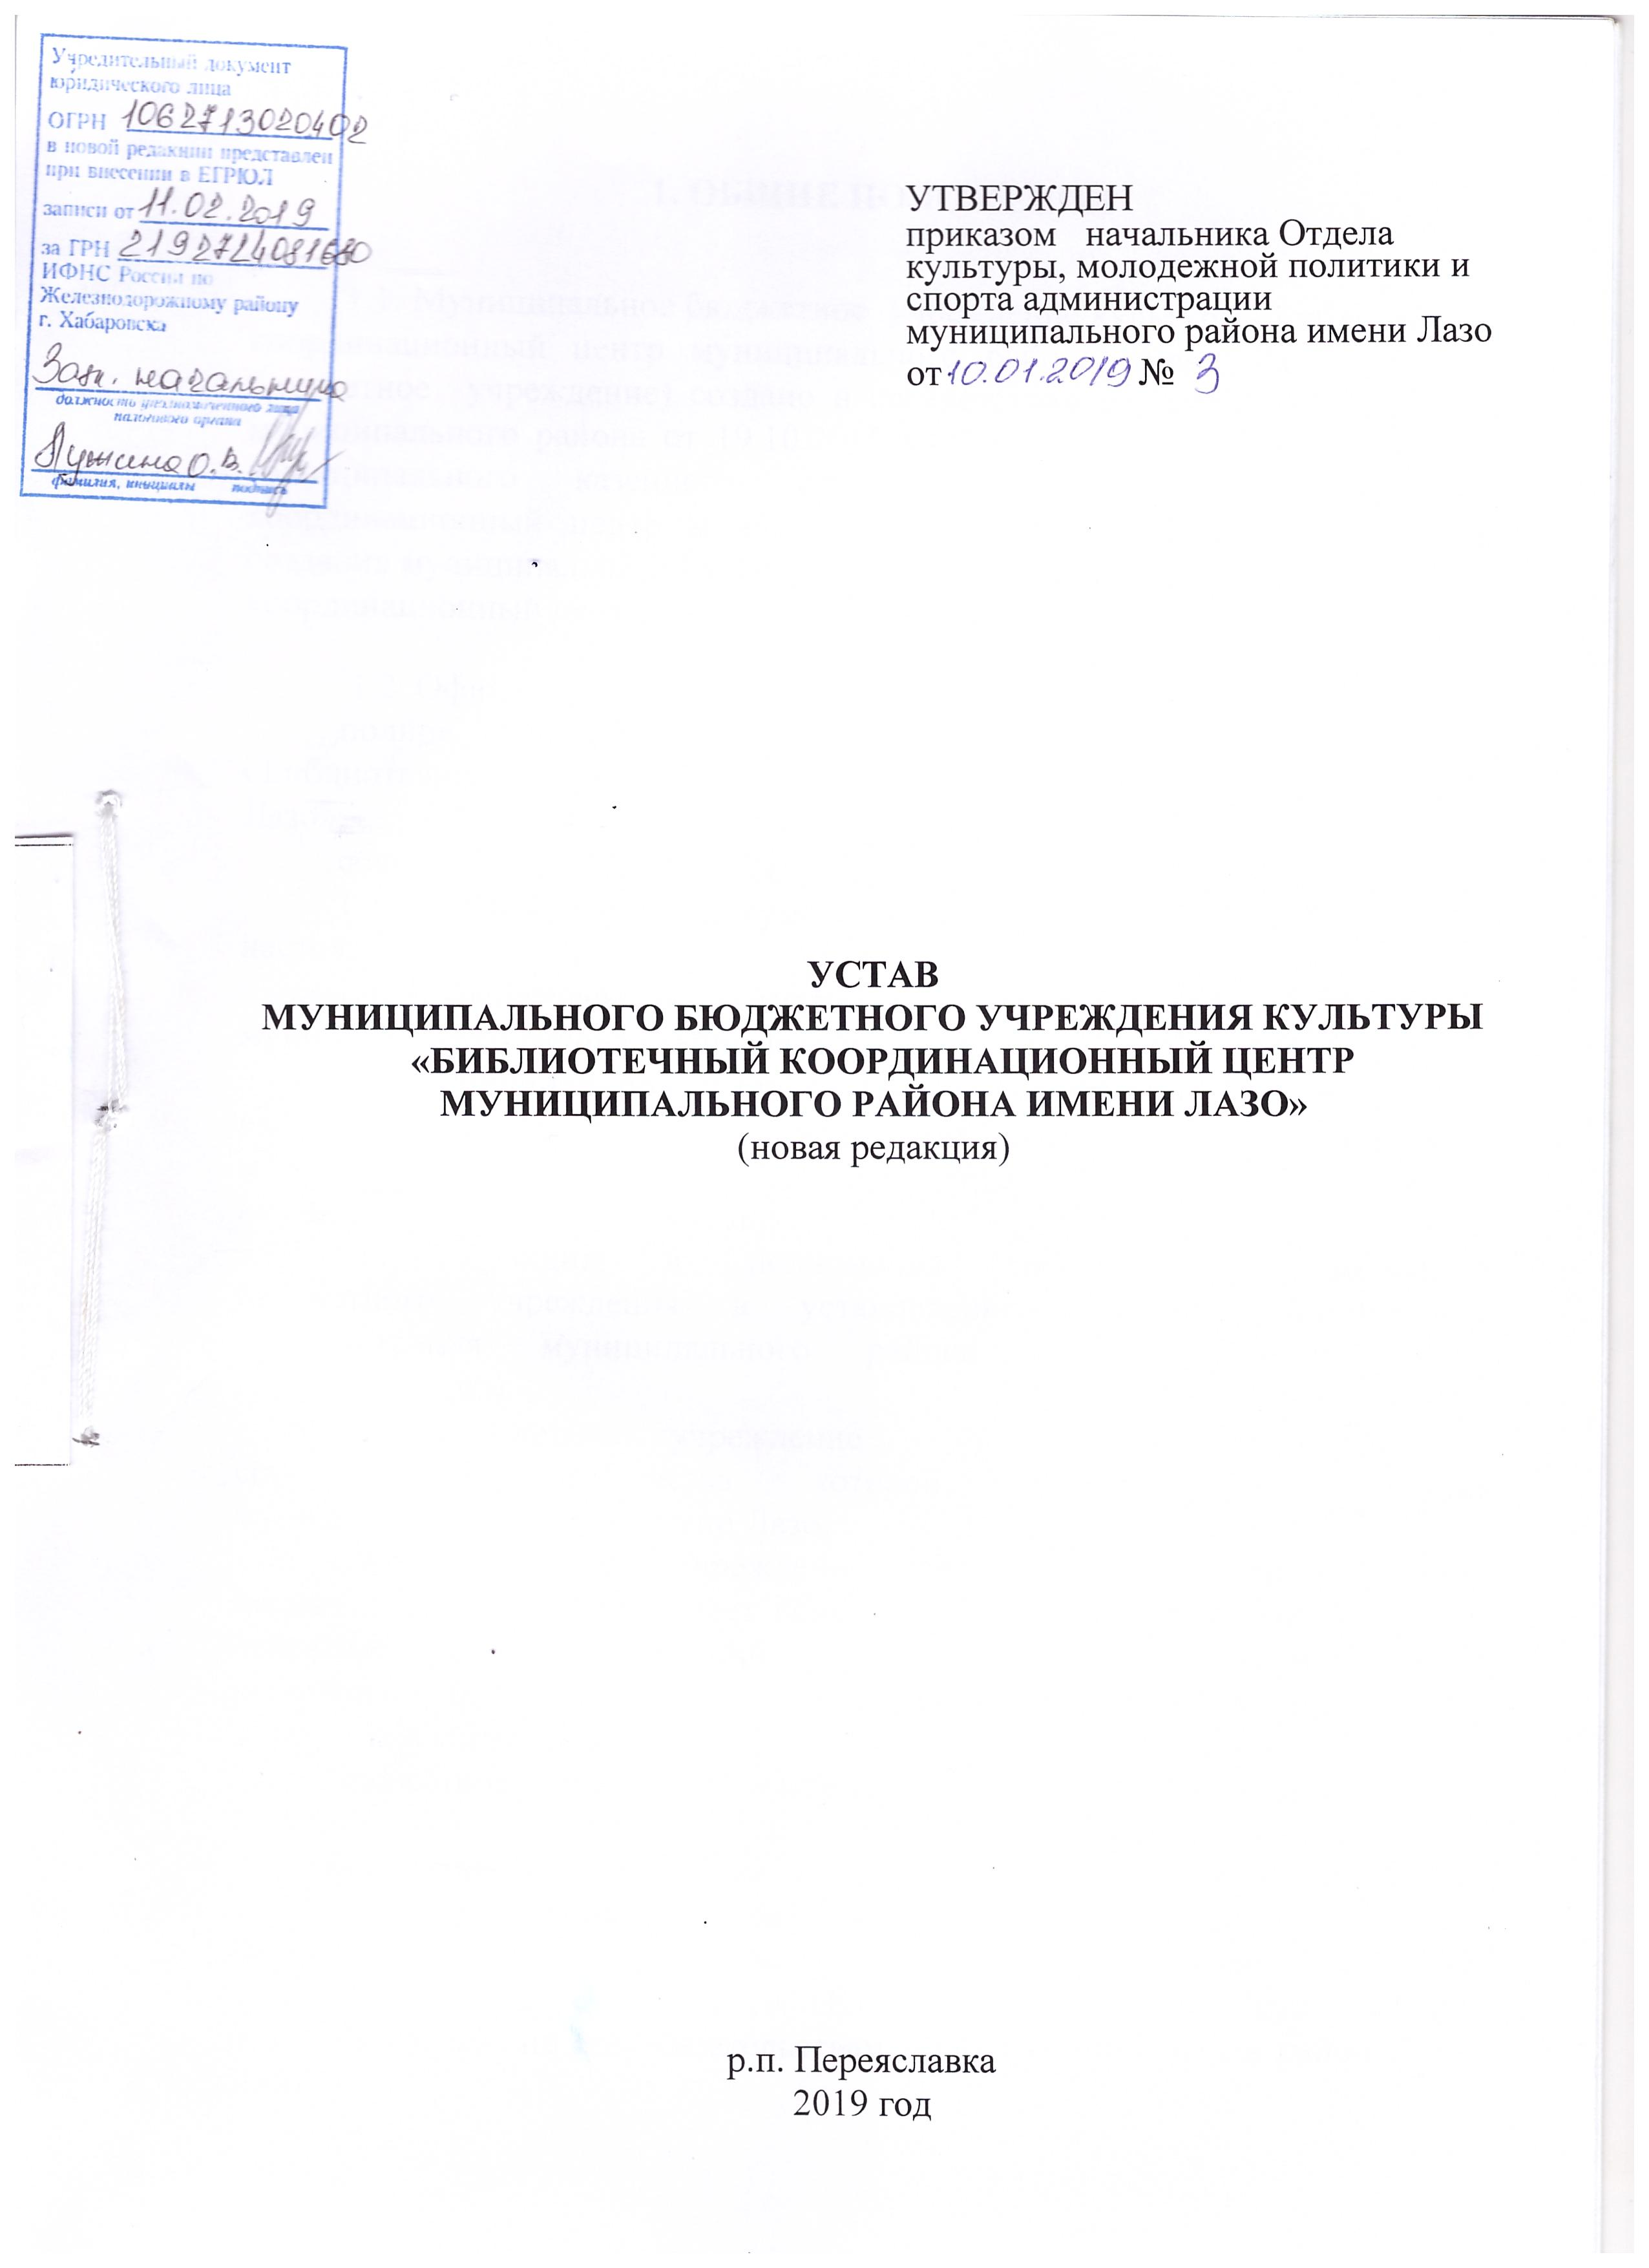 Учредительный документ
юридического лица
ОГРН 1062713020402
в новой редакции представлен
при внесении в ЕГРЮЛ
записи от 11.02.2019
за ГРН 2192724081680
ИФНС России по
Железнодорожному району
г. Хабаровска
Зам. начальника
должность уполномоченного лица
налогового органа
О.В.
фамилия, инициалы подпись
УТВЕРЖДЕН
приказом начальника Отдела
культуры, молодежной политики и
спорта администрации
муниципального района имени Лазо
от 10.01.2019 № 3
УСТАВ
МУНИЦИПАЛЬНОГО БЮДЖЕТНОГО УЧРЕЖДЕНИЯ КУЛЬТУРЫ
«БИБЛИОТЕЧНЫЙ КООРДИНАЦИОННЫЙ ЦЕНТР
МУНИЦИПАЛЬНОГО РАЙОНА ИМЕНИ ЛАЗО»
(новая редакция)
р.п. Переяславка
2019 год